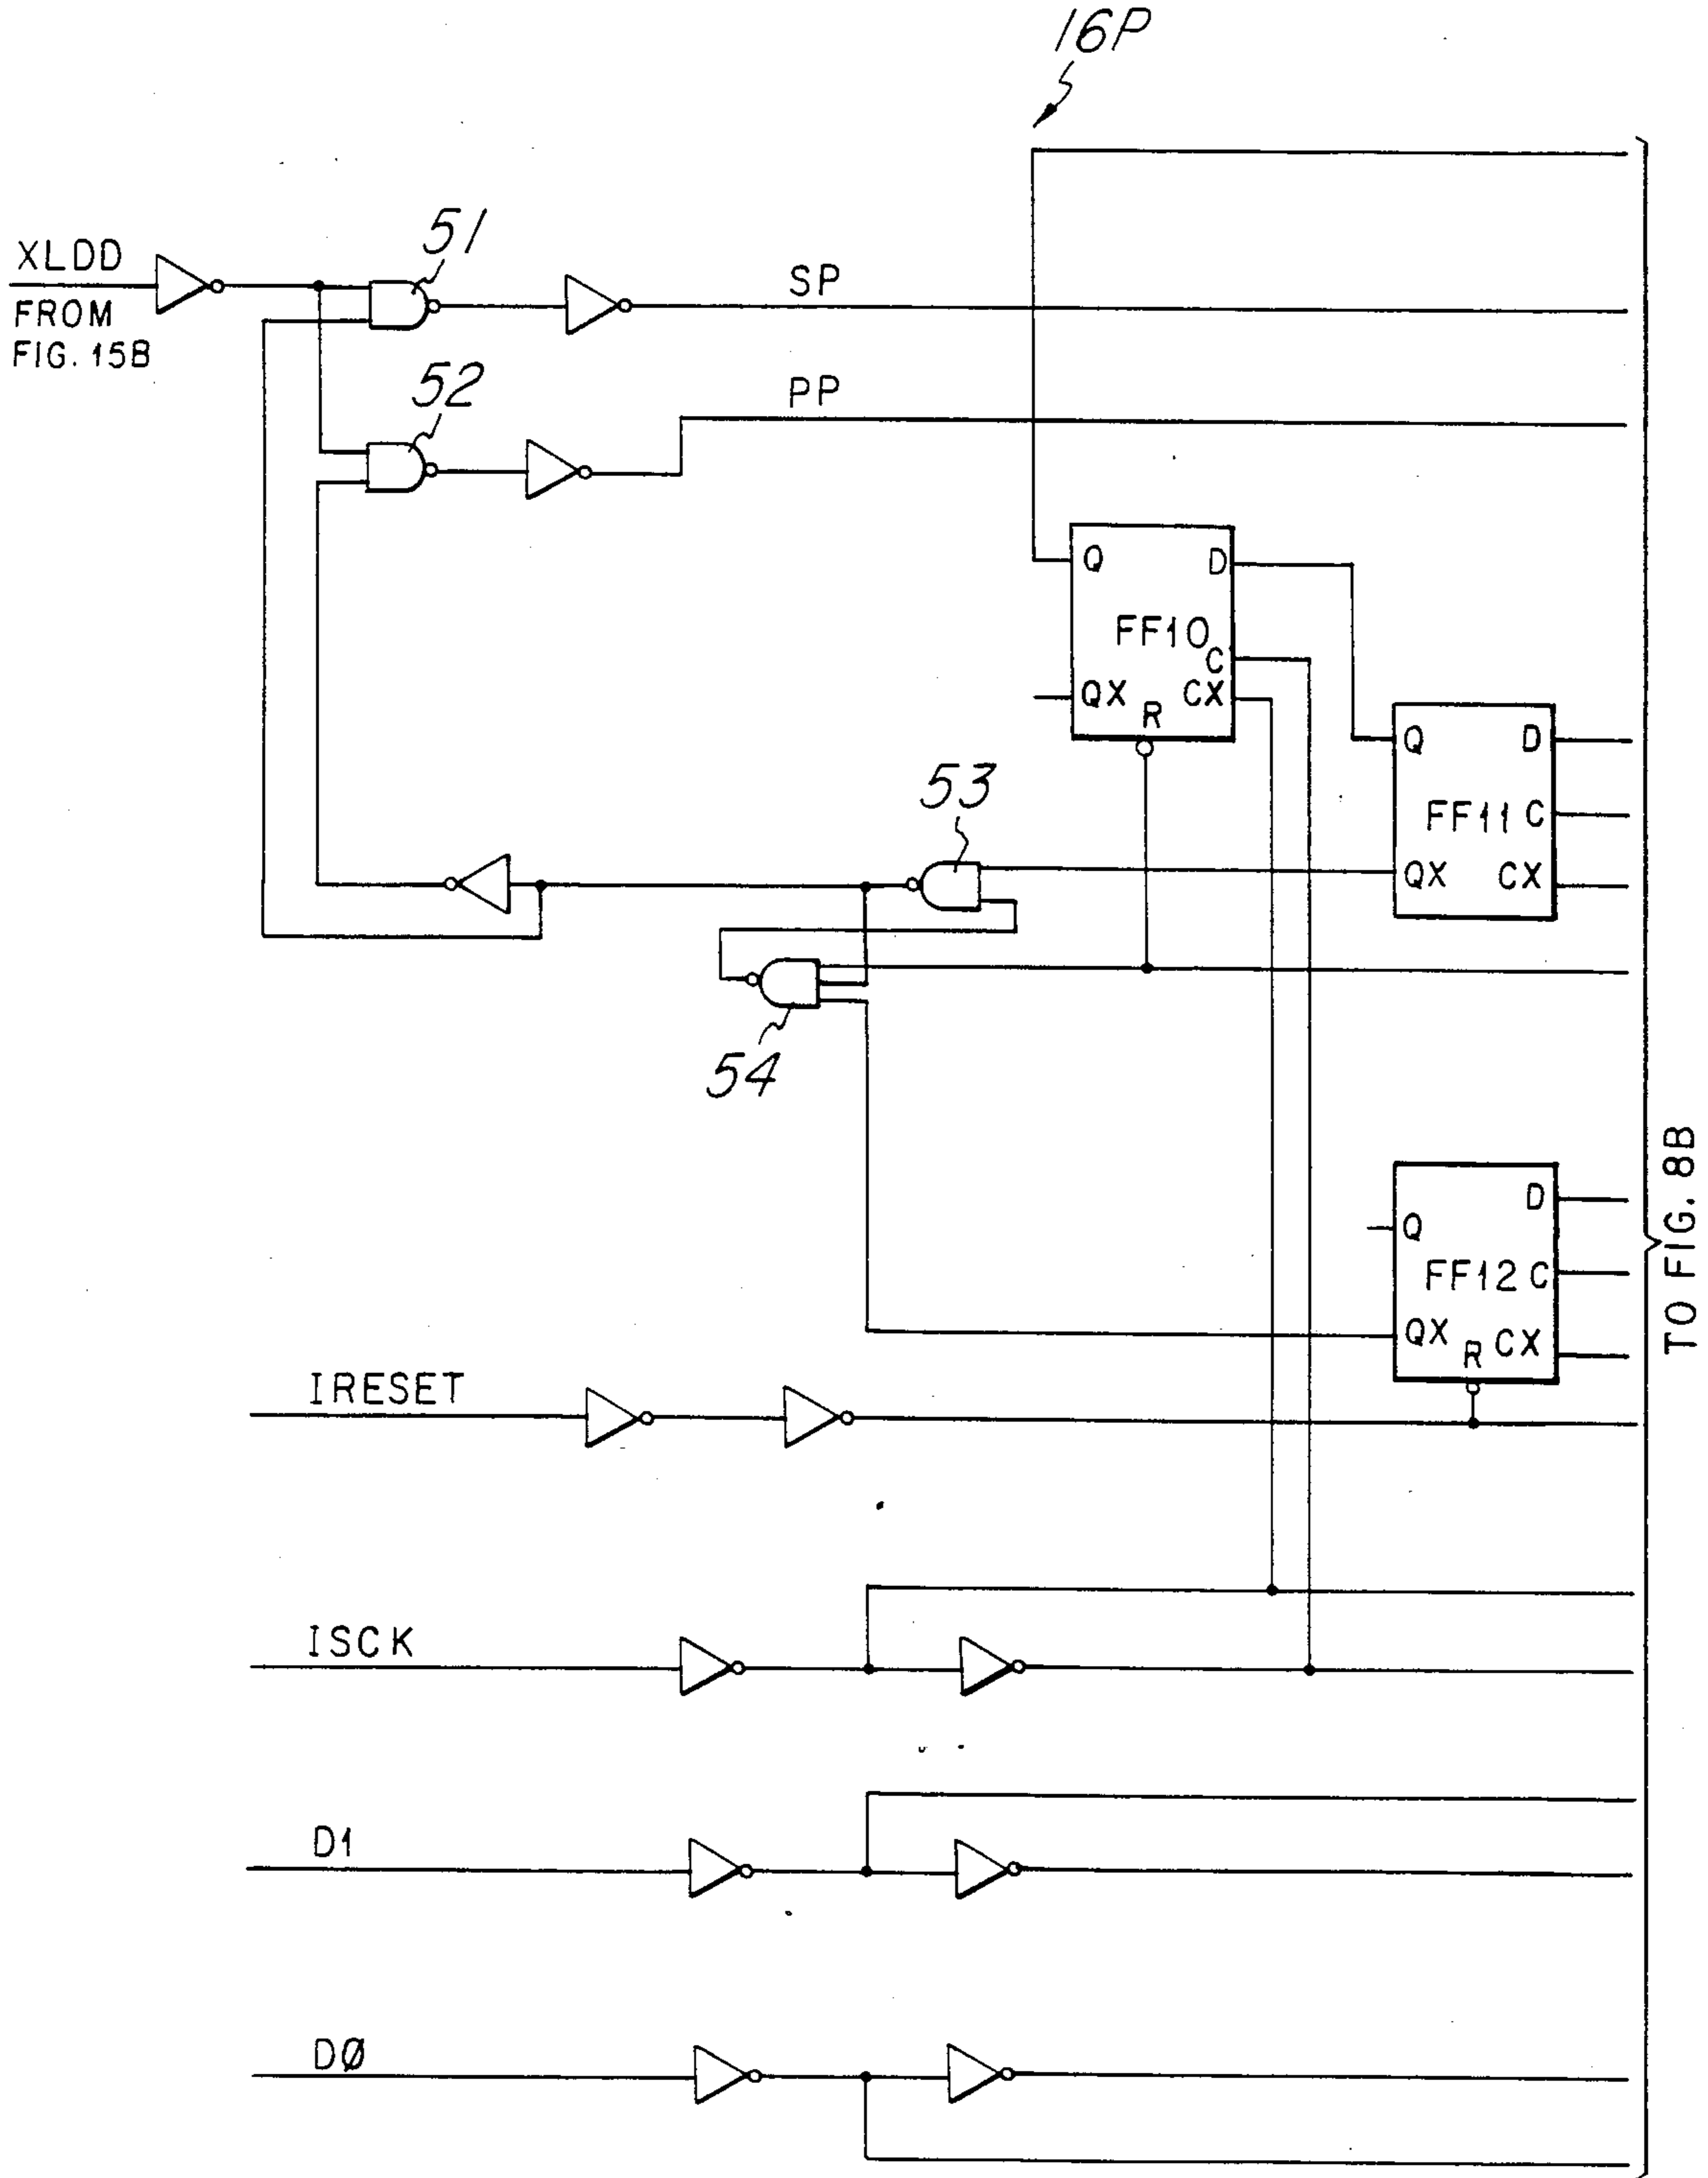 16P
XLDD
FROM
FIG. 15B
51
SP
52
PP
Q D
FF10
C
QX CX
R
Q D
FF11 C
QX CX
53
54
D
Q
FF12 C
QX CX
R
IRESET
ISCK
D1
DØ
TO FIG. 8B